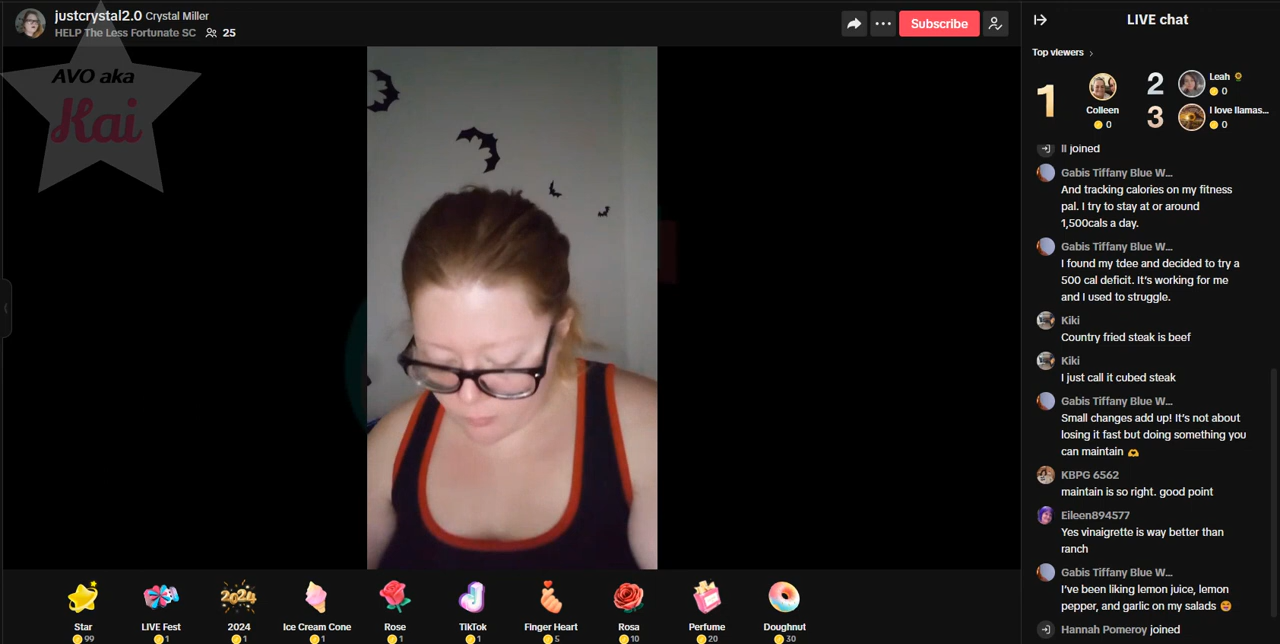 justcrystal2.0 Crystal Miller
HELP The Less Fortunate SC 25
Subscribe
AVO aka
Kai
LIVE chat
Top viewers
1
Colleen
0
2
Leah
0
3
I love llamas...
0
ll joined
Gabis Tiffany Blue W...
And tracking calories on my fitness
pal. I try to stay at or around
1,500cals a day.
Gabis Tiffany Blue W...
I found my tdee and decided to try a
500 cal deficit. It's working for me
and I used to struggle.
Kiki
Country fried steak is beef
Kiki
I just call it cubed steak
Gabis Tiffany Blue W...
Small changes add up! It's not about
losing it fast but doing something you
can maintain
KBPG 6562
maintain is so right. good point
Eileen894577
Yes vinaigrette is way better than
ranch
Gabis Tiffany Blue W...
I've been liking lemon juice, lemon
pepper, and garlic on my salads
Hannah Pomeroy joined
2024
Star LIVE Fest 2024 Ice Cream Cone Rose TikTok Finger Heart Rosa Perfume Doughnut
99 1 1 1 1 1 5 10 20 30